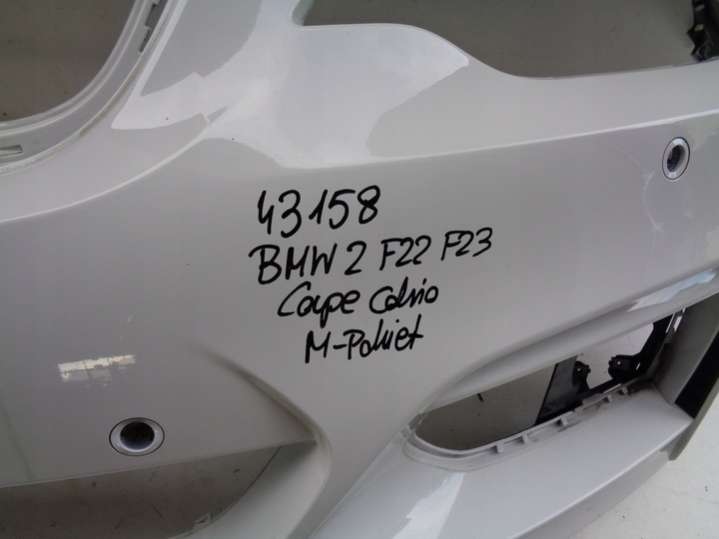 43158
BMW 2 F22 F23
Coupe Cabrio
M-Pakiet